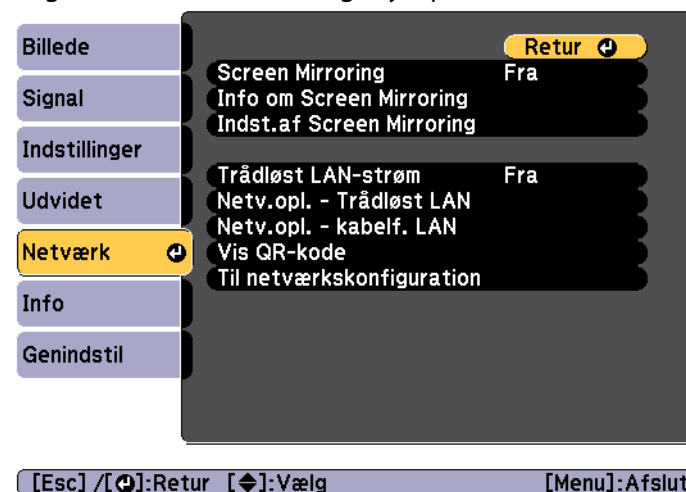 Billede
Signal
Indstillinger
Udvidet
Netværk
Info
Genindstil
Retur
Screen Mirroring Fra
Info om Screen Mirroring
Indst.af Screen Mirroring
Trådløst LAN-strøm Fra
Netv.opl. - Trådløst LAN
Netv.opl. - kabelf. LAN
Vis QR-kode
Til netværkskonfiguration
[Esc] /[ ]:Retur [ ]:Vælg [Menu]:Afslut